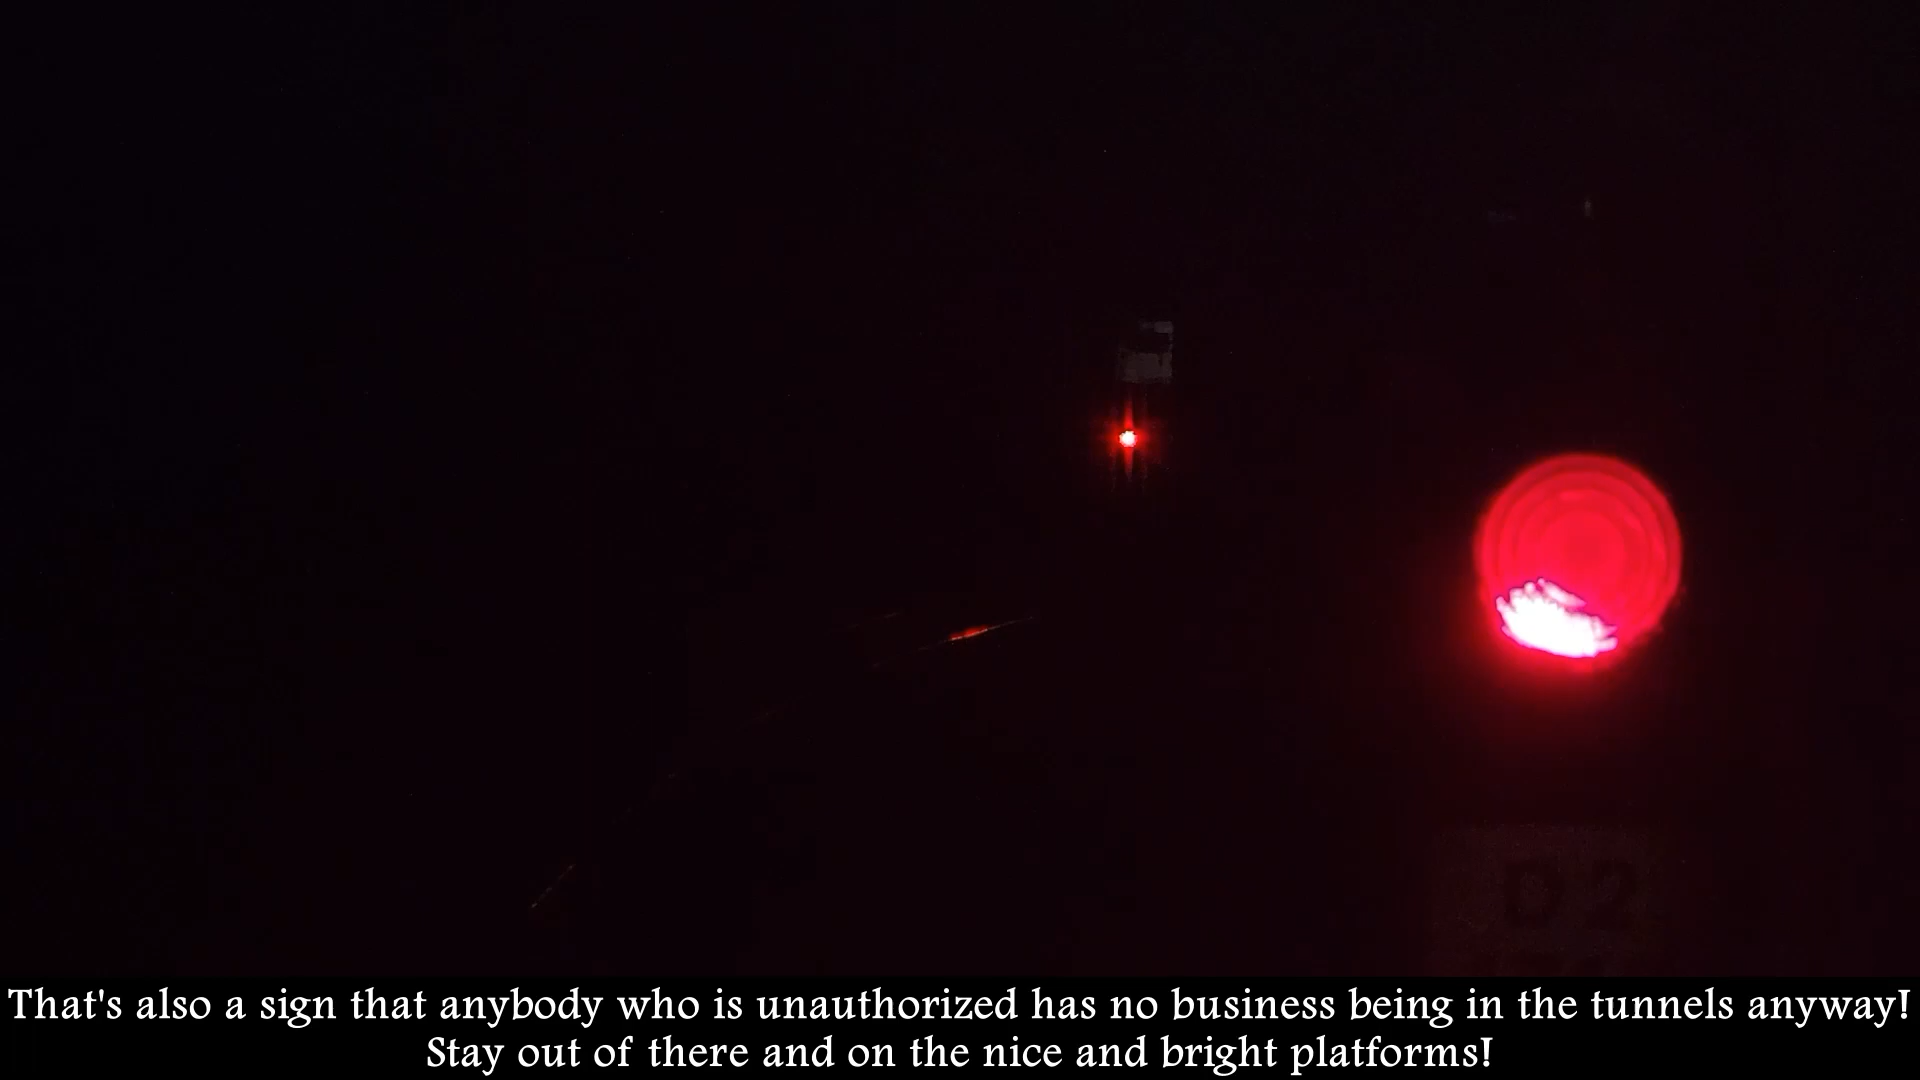 D2
That's also a sign that anybody who is unauthorized has no business being in the tunnels anyway!
Stay out of there and on the nice and bright platforms!